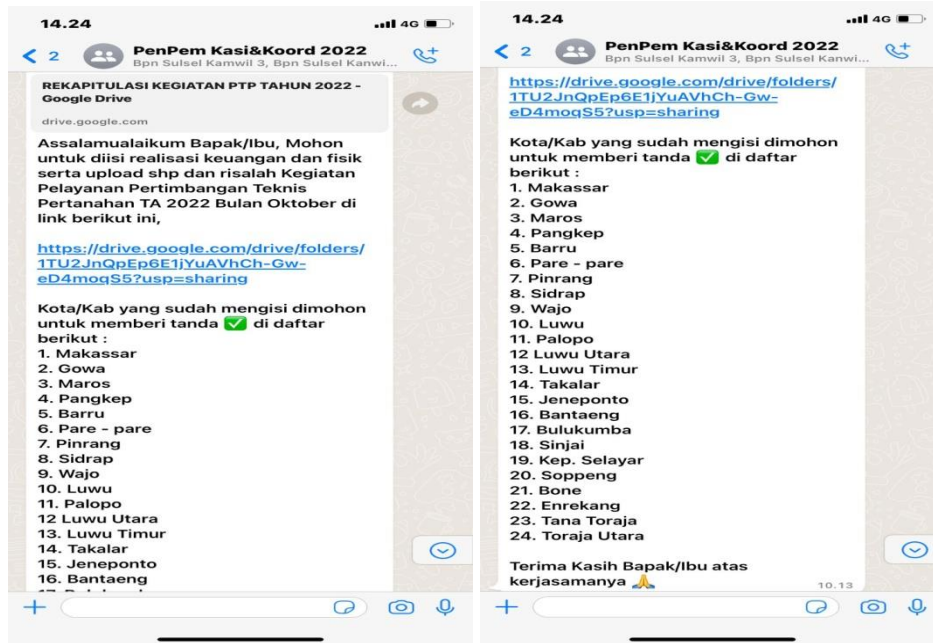 14.24
4G
2
PenPem Kasi&Koord 2022
Bpn Sulsel Kamwil 3, Bpn Sulsel Kanwi...
REKAPITULASI KEGIATAN PTP TAHUN 2022 -
Google Drive
drive.google.com
Assalamualaikum Bapak/Ibu, Mohon
untuk diisi realisasi keuangan dan fisik
serta upload shp dan risalah Kegiatan
Pelayanan Pertimbangan Teknis
Pertanahan TA 2022 Bulan Oktober di
link berikut ini,
https://drive.google.com/drive/folders/
1TU2JnQpEp6E1jYuAVhCh-Gw-
eD4moqS5?usp=sharing
Kota/Kab yang sudah mengisi dimohon
untuk memberi tanda ✅ di daftar
berikut :
1. Makassar
2. Gowa
3. Maros
4. Pangkep
5. Barru
6. Pare - pare
7. Pinrang
8. Sidrap
9. Wajo
10. Luwu
11. Palopo
12 Luwu Utara
13. Luwu Timur
14. Takalar
15. Jeneponto
16. Bantaeng
14.24
4G
2
PenPem Kasi&Koord 2022
Bpn Sulsel Kamwil 3, Bpn Sulsel Kanwi...
https://drive.google.com/drive/folders/
1TU2JnQpEp6E1jYuAVhCh-Gw-
eD4moqS5?usp=sharing
Kota/Kab yang sudah mengisi dimohon
untuk memberi tanda ✅ di daftar
berikut :
1. Makassar
2. Gowa
3. Maros
4. Pangkep
5. Barru
6. Pare - pare
7. Pinrang
8. Sidrap
9. Wajo
10. Luwu
11. Palopo
12 Luwu Utara
13. Luwu Timur
14. Takalar
15. Jeneponto
16. Bantaeng
17. Bulukumba
18. Sinjai
19. Kep. Selayar
20. Soppeng
21. Bone
22. Enrekang
23. Tana Toraja
24. Toraja Utara
Terima Kasih Bapak/Ibu atas
kerjasamanya 🙏
10.13